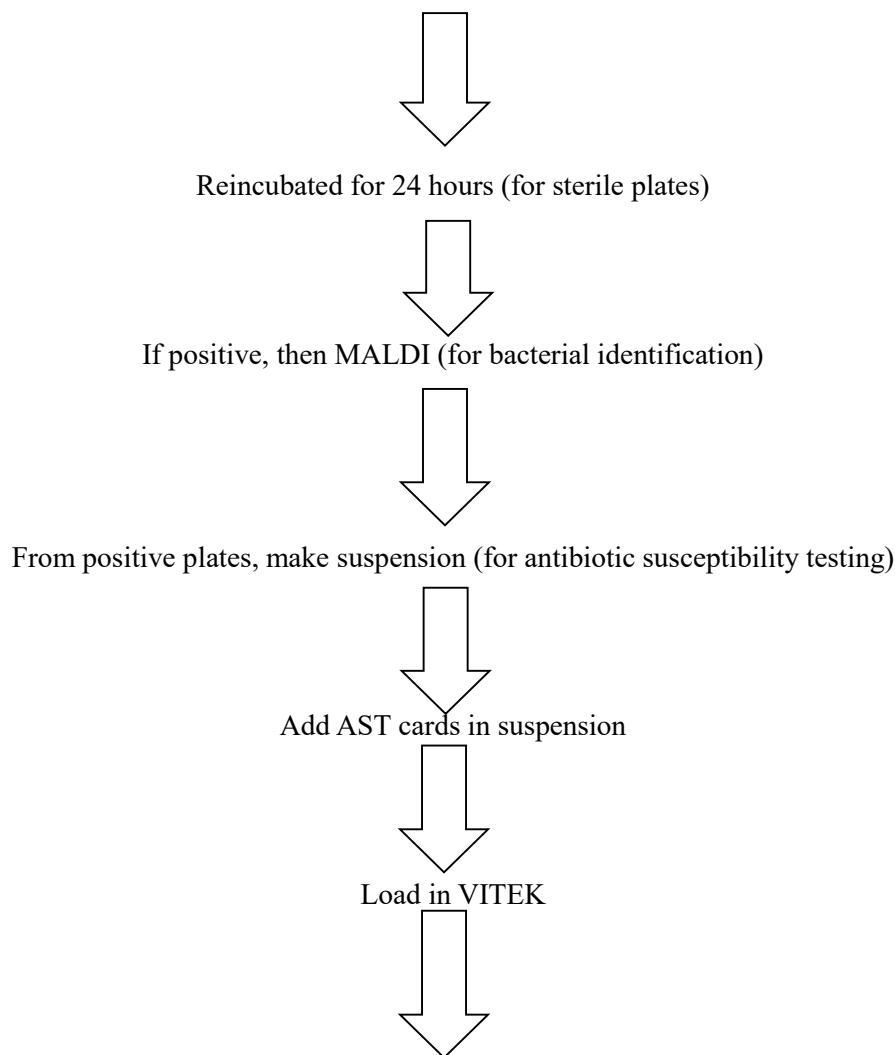 Reincubated for 24 hours (for sterile plates)
If positive, then MALDI (for bacterial identification)
From positive plates, make suspension (for antibiotic susceptibility testing)
Add AST cards in suspension
Load in VITEK